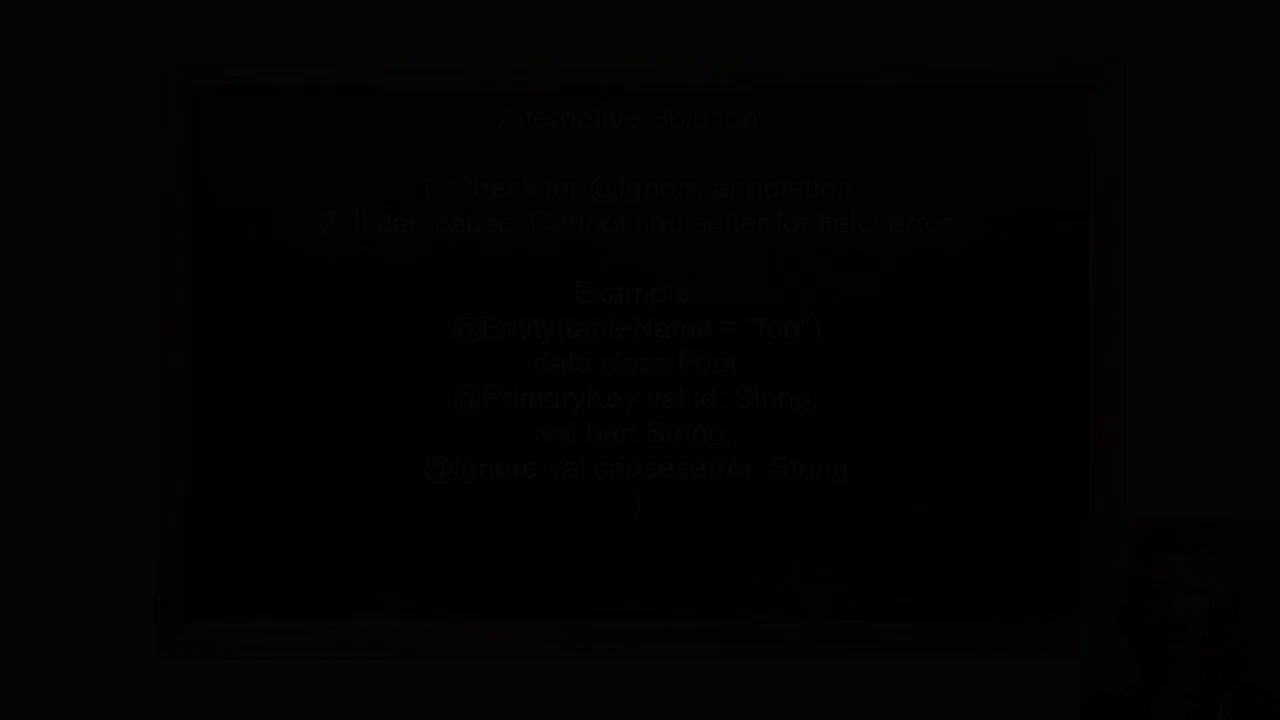 Alternative Solution
1. Check for @Ignore annotation
2. It can cause 'Cannot find setter for field' error
Example
@Entity(tableName = "foo")
data class Foo(
@PrimaryKey val id: String,
val bar: String,
@Ignore val causeserror: String
)